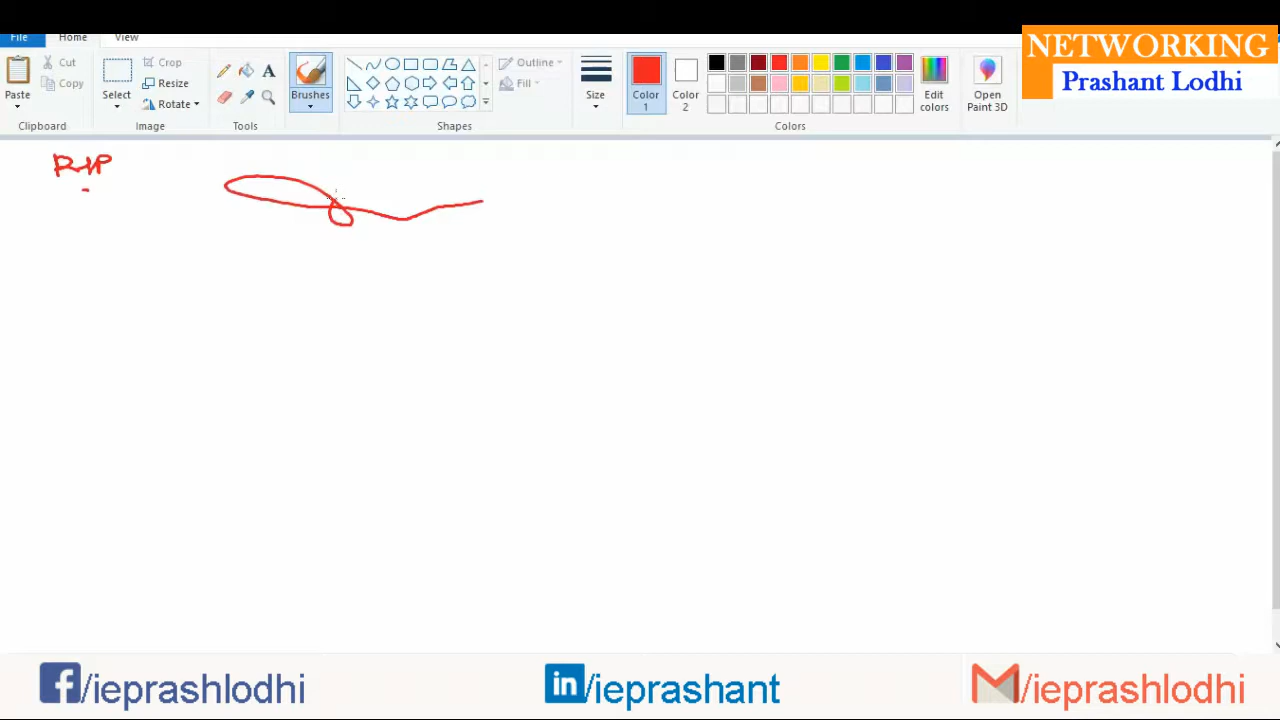 File Home View
NETWORKING
Prashant Lodhi
Paste
Cut
Copy
Clipboard
Select
Crop
Resize
Rotate
Image
A
Tools
Brushes
Shapes
Outline
Fill
Size
Color
1
Color
2
Colors
Edit
colors
Open
Paint 3D
RIP
/ieprashlodhi
in/ieprashant
/ieprashlodhi